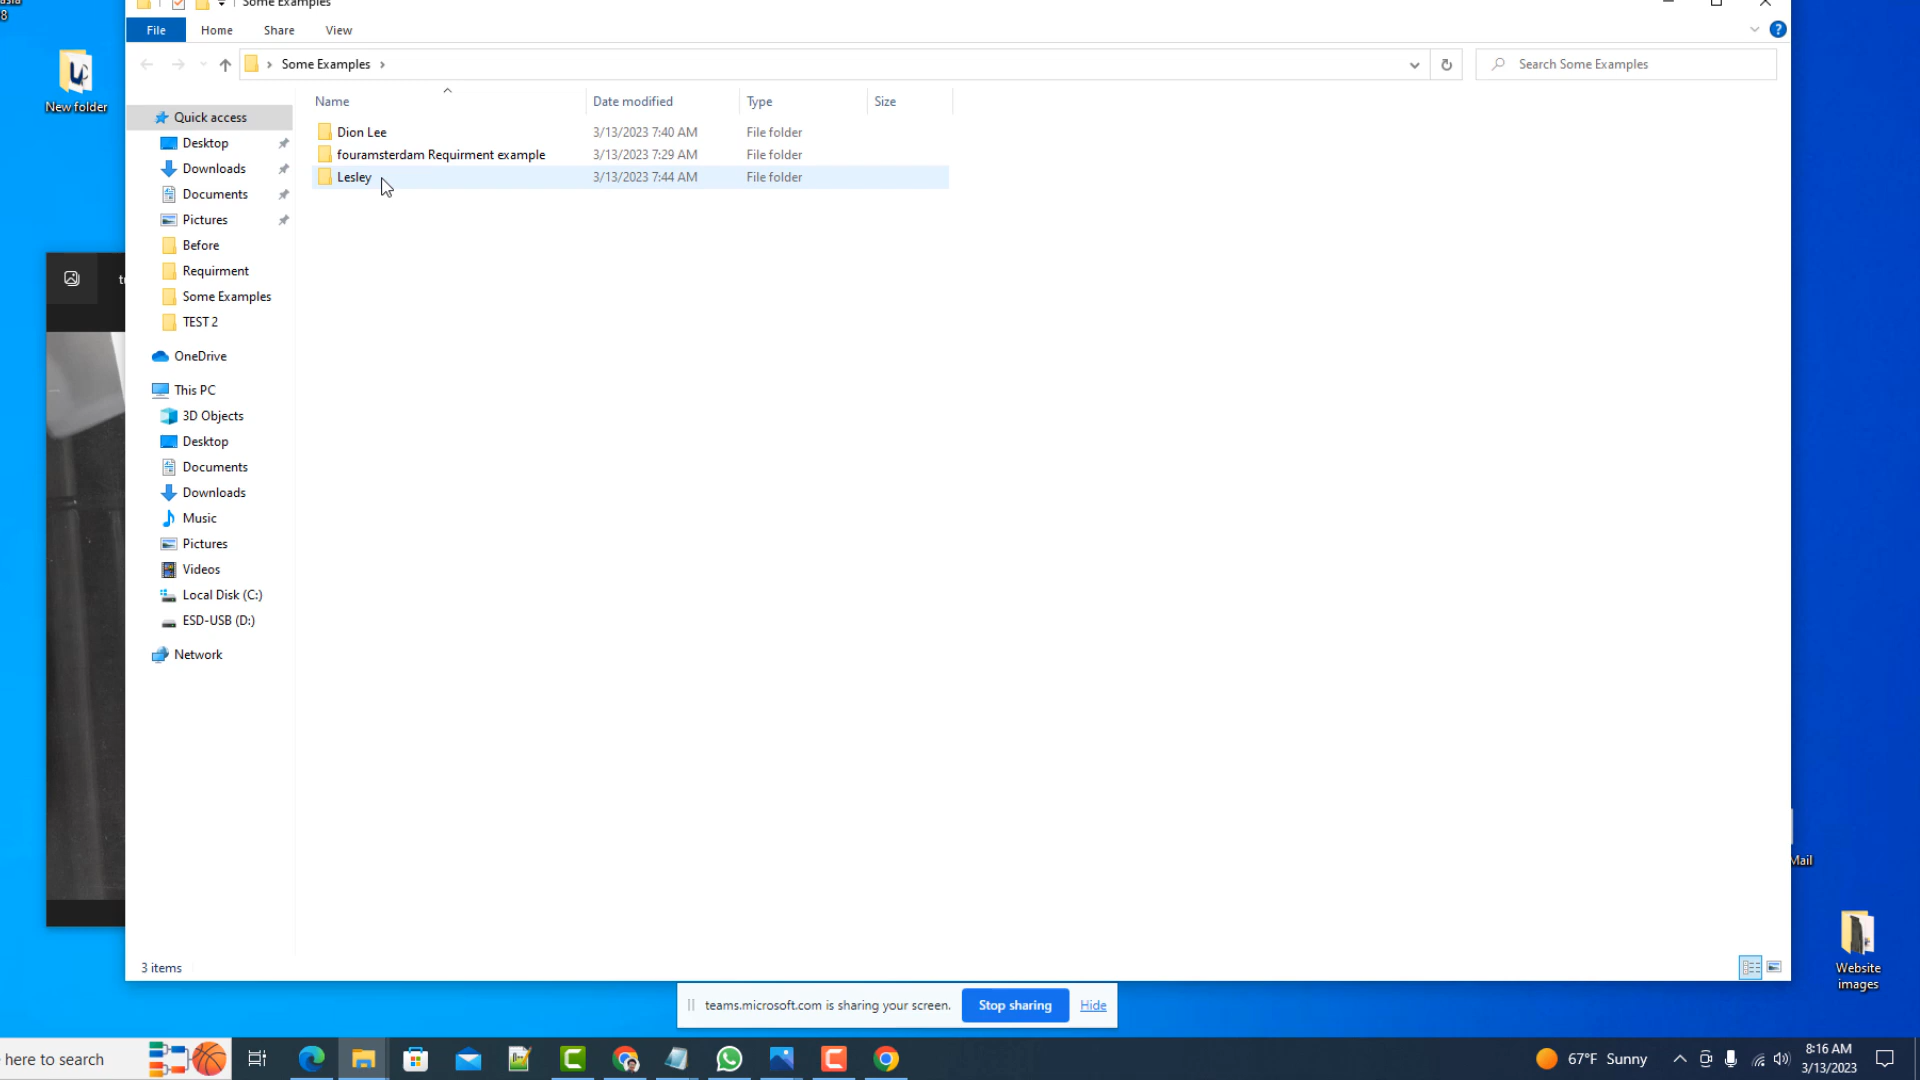 8
Some Examples
File Home Share View
Some Examples
Search Some Examples
New folder
Name Date modified Type Size
Quick access
Dion Lee 3/13/2023 7:40 AM File folder
fouramsterdam Requirment example 3/13/2023 7:29 AM File folder
Lesley 3/13/2023 7:44 AM File folder
Desktop
Downloads
Documents
Pictures
Before
Requirment
Some Examples
TEST 2
OneDrive
This PC
3D Objects
Desktop
Documents
Downloads
Music
Pictures
Videos
Local Disk (C:)
ESD-USB (D:)
Network
Mail
Website
images
3 items
teams.microsoft.com is sharing your screen. Stop sharing Hide
here to search
67°F Sunny
8:16 AM
3/13/2023